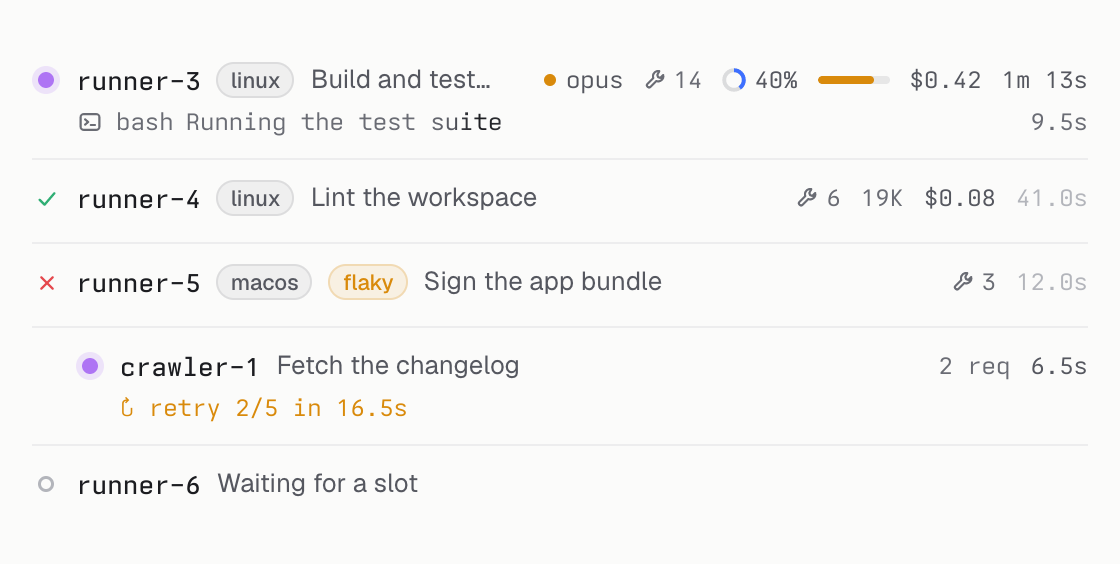 runner-3 linux Build and test… opus 14 40% $0.42 1m 13s
bash Running the test suite 9.5s
runner-4 linux Lint the workspace 6 19K $0.08 41.0s
runner-5 macos flaky Sign the app bundle 3 12.0s
crawler-1 Fetch the changelog 2 req 6.5s
retry 2/5 in 16.5s
runner-6 Waiting for a slot